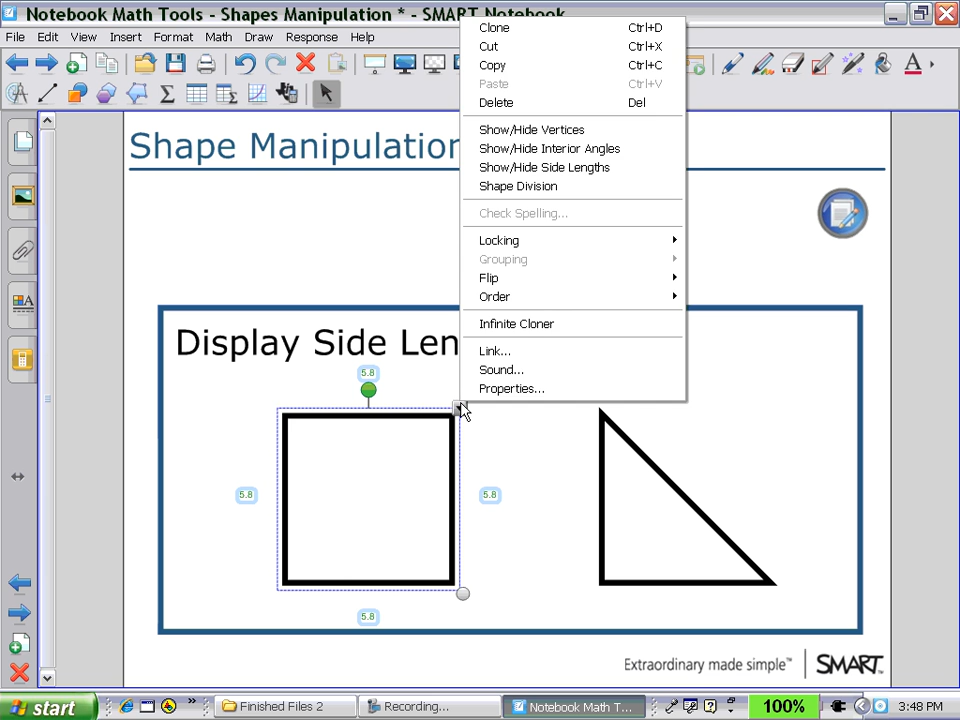 Notebook Math Tools - Shapes Manipulation * - SMART Notebook
File Edit View Insert Format Math Draw Response Help
Clone Ctrl+D
Cut Ctrl+X
Copy Ctrl+C
Paste Ctrl+V
Delete Del
Show/Hide Vertices
Show/Hide Interior Angles
Show/Hide Side Lengths
Shape Division
Check Spelling...
Locking
Grouping
Flip
Order
Infinite Cloner
Link...
Sound...
Properties...
Shape Manipulation
Display Side Len
5.8
5.8
5.8
5.8
Extraordinary made simple™ SMART
start
Finished Files 2
Recording...
Notebook Math T...
100%
3:48 PM